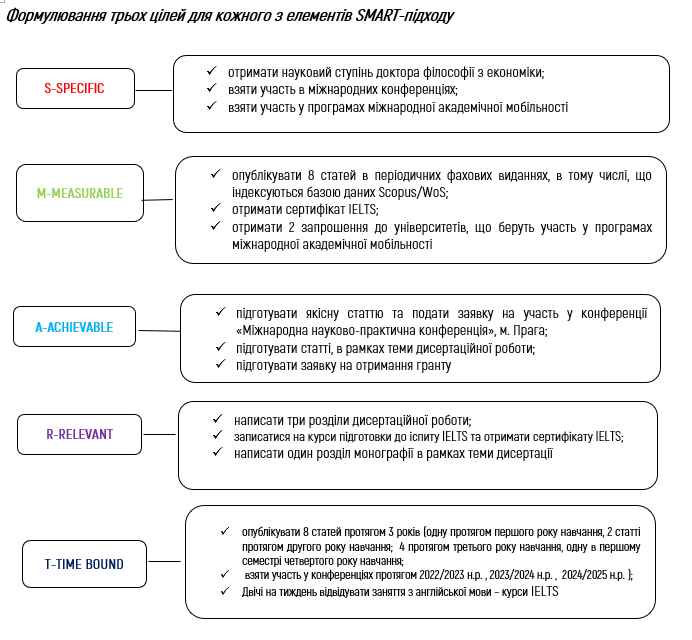 Формулювання трьох цілей для кожного з елементів SMART-підходу
S-SPECIFIC
✓ отримати науковий ступінь доктора філософії з економіки;
✓ взяти участь в міжнародних конференціях;
✓ взяти участь у програмах міжнародної академічної мобільності
M-MEASURABLE
✓ опублікувати 8 статей в періодичних фахових виданнях, в тому числі, що
індексуються базою даних Scopus/WoS;
✓ отримати сертифікат IELTS;
✓ отримати 2 запрошення до університетів, що беруть участь у програмах
міжнародної академічної мобільності
A-ACHIEVABLE
✓ підготувати якісну статтю та подати заявку на участь у конференції
«Міжнародна науково-практична конференція», м. Прага;
✓ підготувати статті, в рамках теми дисертаційної роботи;
✓ підготувати заявку на отримання гранту
R-RELEVANT
✓ написати три розділи дисертаційної роботи;
✓ записатися на курси підготовки до іспиту IELTS та отримати сертифікату IELTS;
✓ написати один розділ монографії в рамках теми дисертації
T-TIME BOUND
✓ опублікувати 8 статей протягом 3 років (одну протягом першого року навчання, 2 статті
протягом другого року навчання; 4 протягом третього року навчання, одну в першому
семестрі четвертого року навчання;
✓ взяти участь у конференціях протягом 2022/2023 н.р. , 2023/2024 н.р. , 2024/2025 н.р. );
✓ Двічі на тиждень відвідувати заняття з англійської мови – курси IELTS